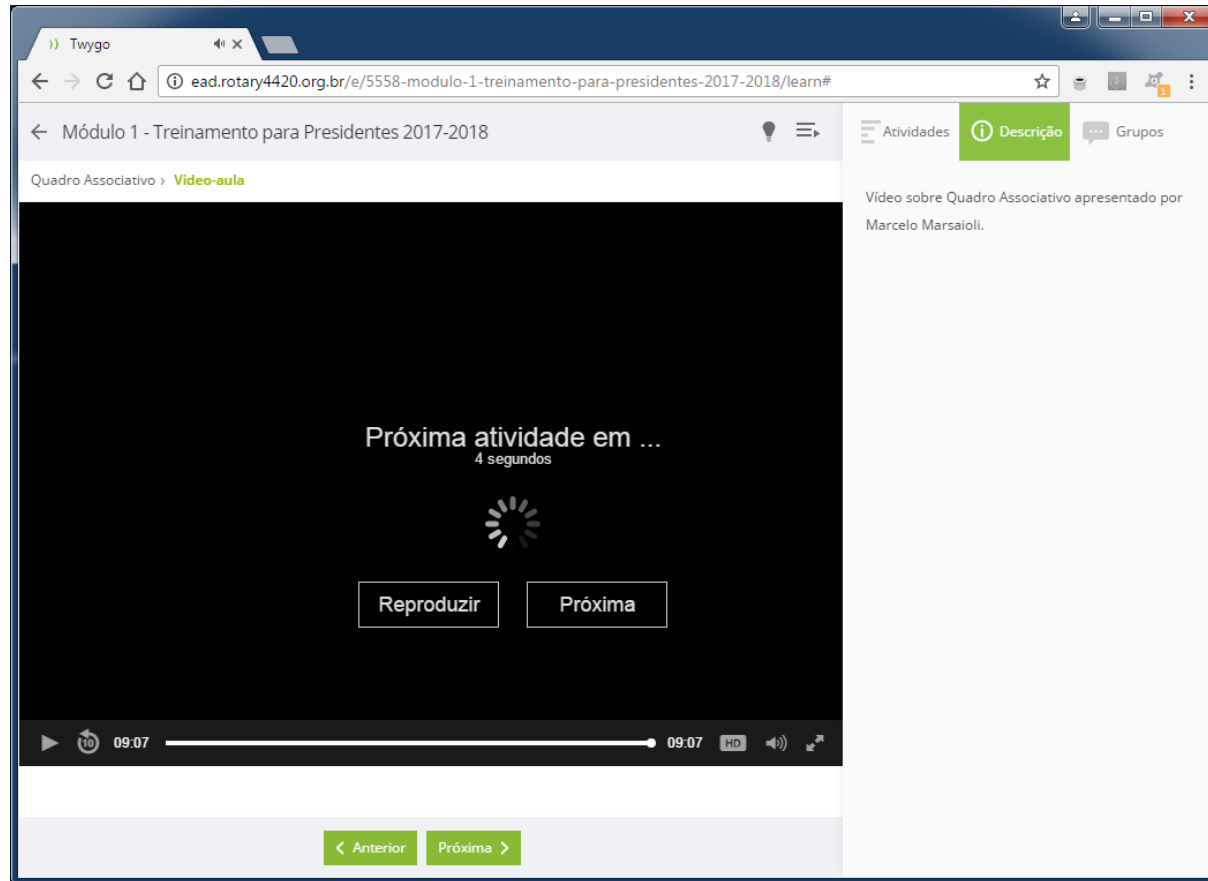 Twygo
ead.rotary4420.org.br/e/5558-modulo-1-treinamento-para-presidentes-2017-2018/learn#
1
Módulo 1 - Treinamento para Presidentes 2017-2018
Atividades
Descrição
Grupos
Quadro Associativo › Video-aula
Vídeo sobre Quadro Associativo apresentado por
Marcelo Marsaioli.
Próxima atividade em ...
4 segundos
Reproduzir
Próxima
10
09:07
09:07
HD
Anterior
Próxima